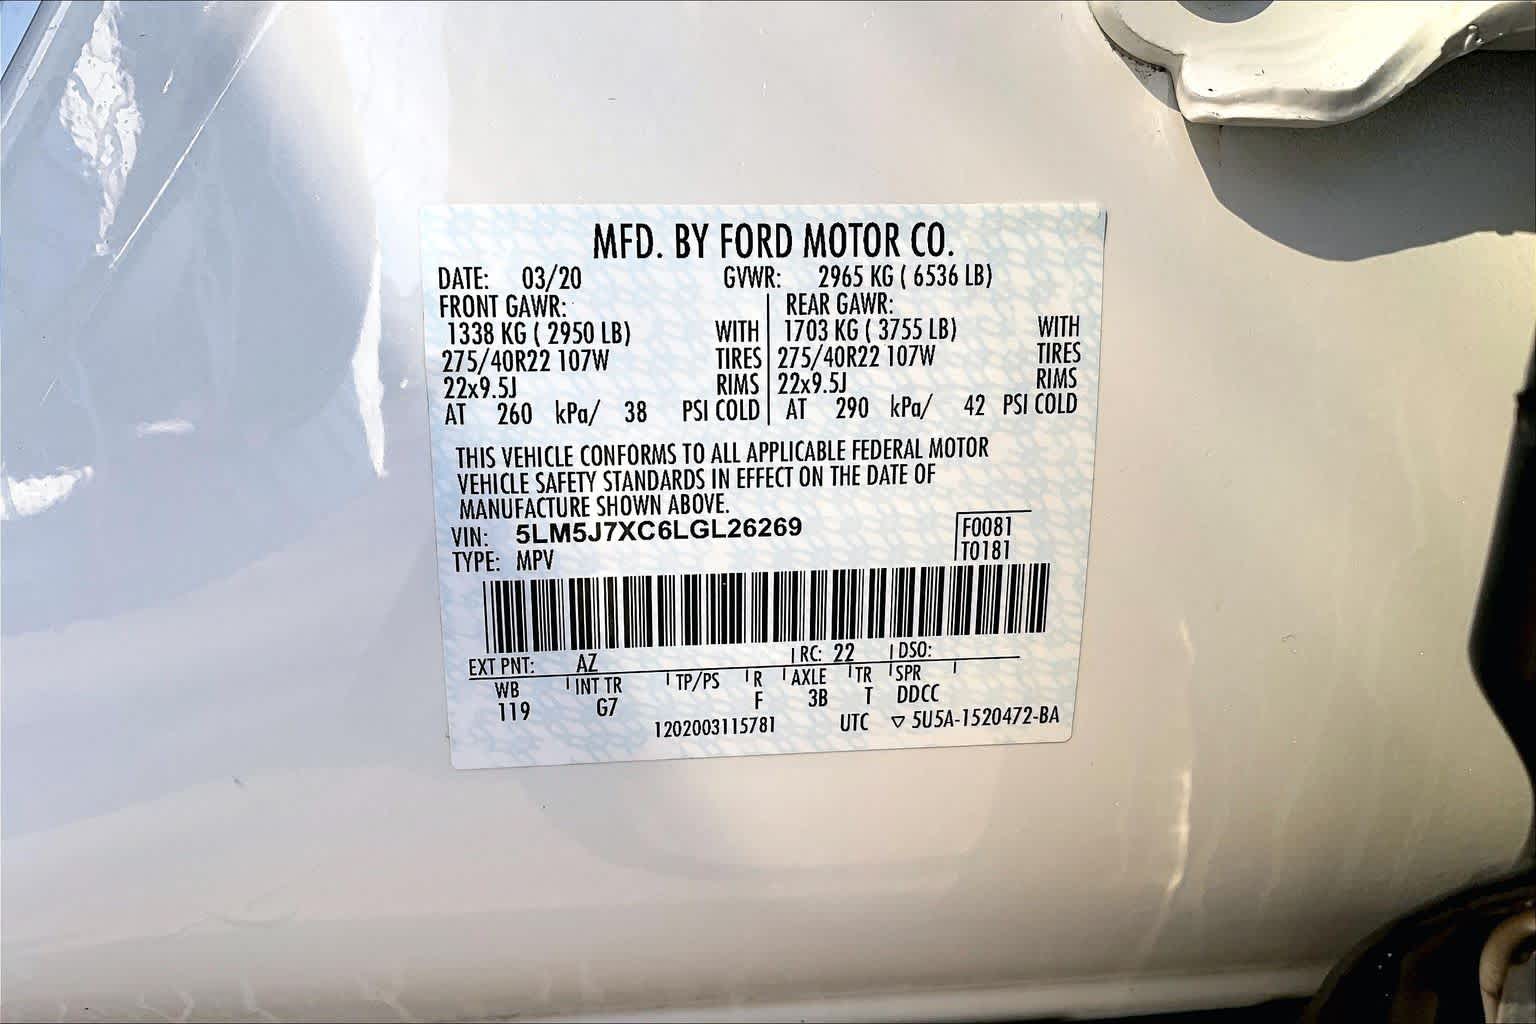 MFD. BY FORD MOTOR CO.
DATE: 03/20 GVWR: 2965 KG ( 6536 LB)
FRONT GAWR: REAR GAWR:
1338 KG ( 2950 LB) WITH 1703 KG ( 3755 LB) WITH
275/40R22 107W TIRES 275/40R22 107W TIRES
22x9.5J RIMS 22x9.5J RIMS
AT 260 kPa/ 38 PSI COLD AT 290 kPa/ 42 PSI COLD
THIS VEHICLE CONFORMS TO ALL APPLICABLE FEDERAL MOTOR
VEHICLE SAFETY STANDARDS IN EFFECT ON THE DATE OF
MANUFACTURE SHOWN ABOVE.
VIN: 5LM5J7XC6LGL26269 F0081
TYPE: MPV T0181
EXT PNT: AZ RC: 22 DSO:
WB INT TR TP/PS R AXLE TR SPR
119 G7 F 3B T DDCC
1202003115781 UTC ▽ 5U5A-1520472-BA